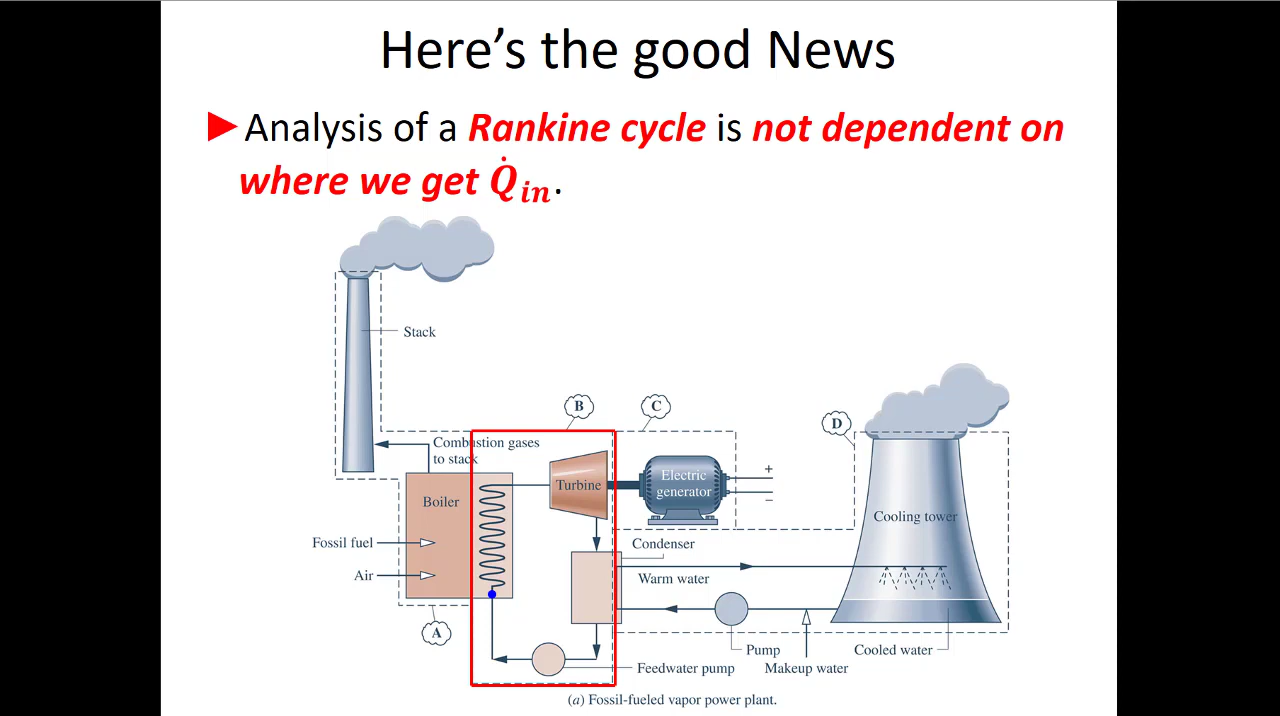 Here's the good News
►Analysis of a Rankine cycle is not dependent on
where we get Q̇in.
Stack
B
C
D
Combustion gases
to stack
Turbine
Electric
generator
+
−
Boiler
Cooling tower
Fossil fuel
Condenser
Air
Warm water
A
Pump
Cooled water
Feedwater pump
Makeup water
(a) Fossil-fueled vapor power plant.